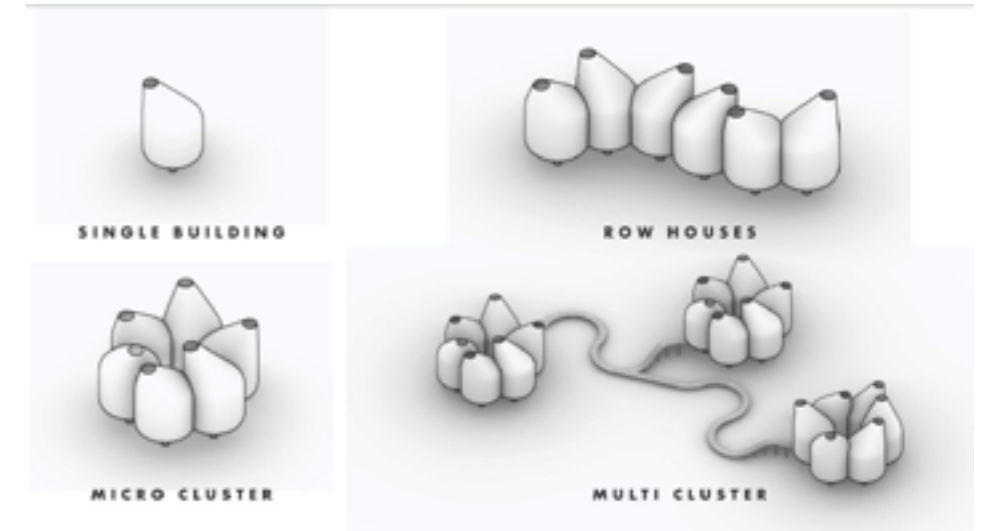 SINGLE BUILDING
ROW HOUSES
MICRO CLUSTER
MULTI CLUSTER